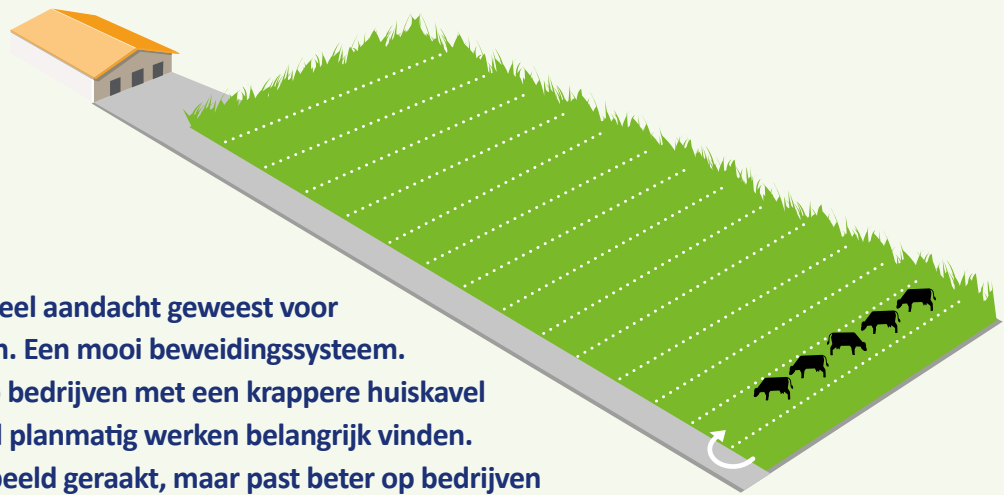 eel aandacht geweest voor
n. Een mooi beweidingssysteem.
bedrijven met een krappere huiskavel
planmatig werken belangrijk vinden.
beeld geraakt, maar past beter op bedrijven